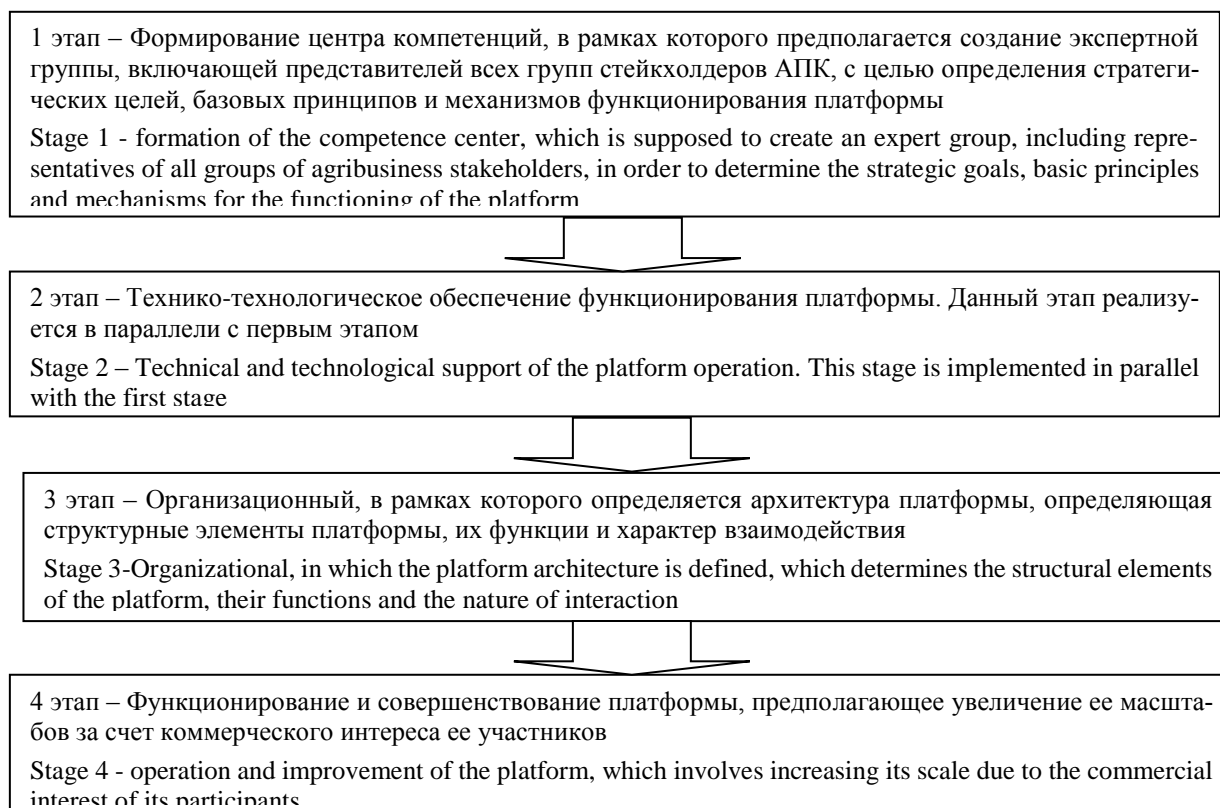 1 этап – Формирование центра компетенций, в рамках которого предполагается создание экспертной
группы, включающей представителей всех групп стейкхолдеров АПК, с целью определения стратеги-
ческих целей, базовых принципов и механизмов функционирования платформы
Stage 1 - formation of the competence center, which is supposed to create an expert group, including repre-
sentatives of all groups of agribusiness stakeholders, in order to determine the strategic goals, basic principles
and mechanisms for the functioning of the platform
2 этап – Технико-технологическое обеспечение функционирования платформы. Данный этап реализу-
ется в параллели с первым этапом
Stage 2 – Technical and technological support of the platform operation. This stage is implemented in parallel
with the first stage
3 этап – Организационный, в рамках которого определяется архитектура платформы, определяющая
структурные элементы платформы, их функции и характер взаимодействия
Stage 3-Organizational, in which the platform architecture is defined, which determines the structural elements
of the platform, their functions and the nature of interaction
4 этап – Функционирование и совершенствование платформы, предполагающее увеличение ее масшта-
бов за счет коммерческого интереса ее участников
Stage 4 - operation and improvement of the platform, which involves increasing its scale due to the commercial
interest of its participants